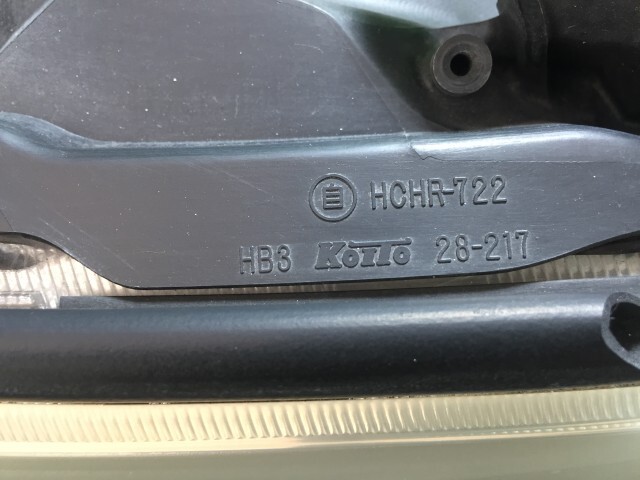 自 HCHR-722
HB3 KOITO 28-217